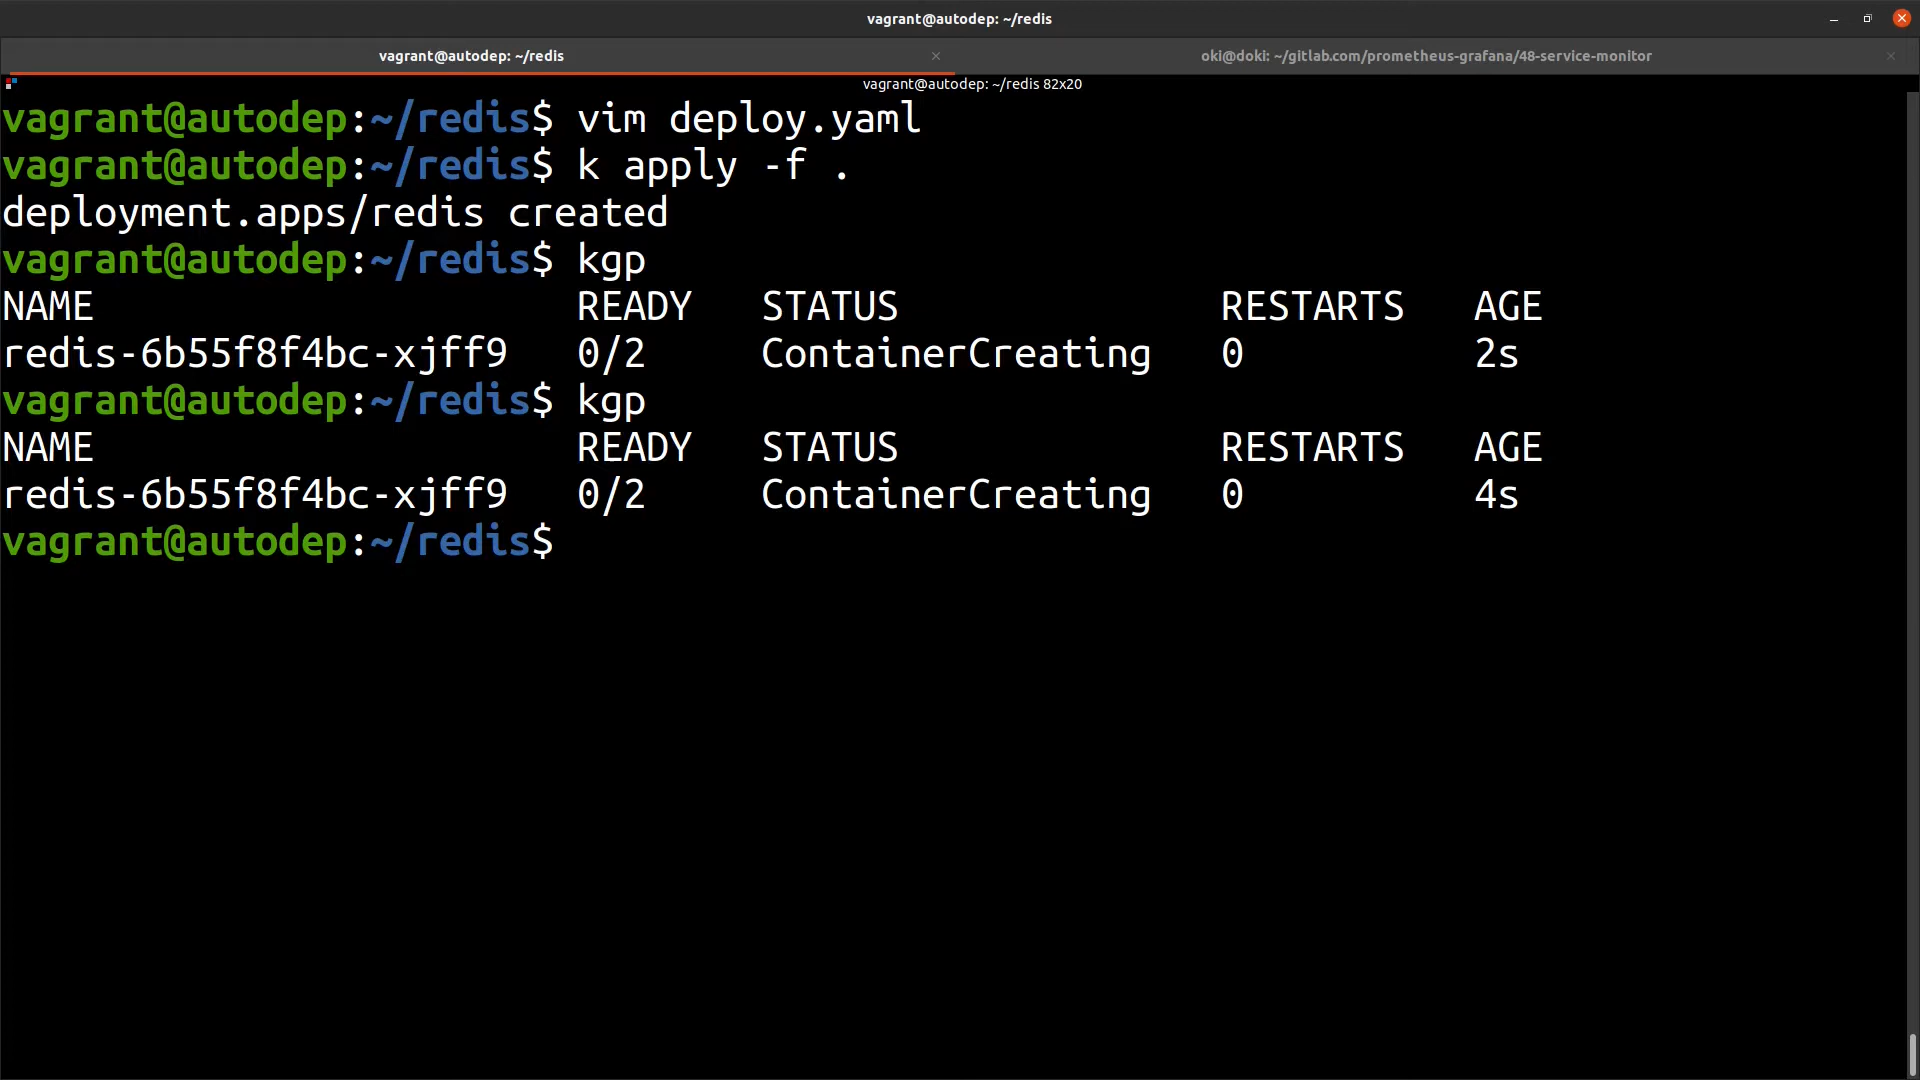 vagrant@autodep: ~/redis
vagrant@autodep: ~/redis × oki@doki: ~/gitlab.com/prometheus-grafana/48-service-monitor ×
vagrant@autodep: ~/redis 82x20
vagrant@autodep:~/redis$ vim deploy.yaml
vagrant@autodep:~/redis$ k apply -f .
deployment.apps/redis created
vagrant@autodep:~/redis$ kgp
NAME                     READY   STATUS              RESTARTS   AGE
redis-6b55f8f4bc-xjff9   0/2     ContainerCreating   0          2s
vagrant@autodep:~/redis$ kgp
NAME                     READY   STATUS              RESTARTS   AGE
redis-6b55f8f4bc-xjff9   0/2     ContainerCreating   0          4s
vagrant@autodep:~/redis$